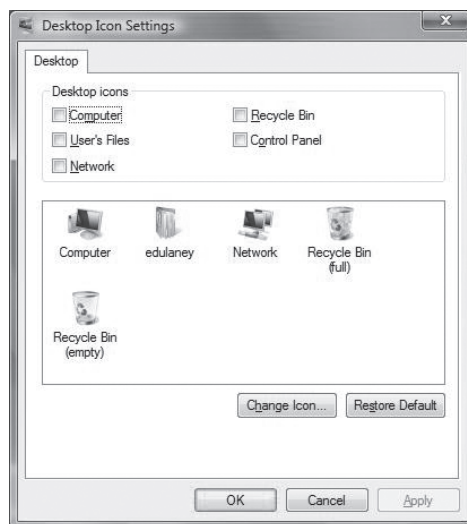 Desktop Icon Settings
x
Desktop
Desktop icons
Computer
Recycle Bin
User's Files
Control Panel
Network
Computer
edulaney
Network
Recycle Bin
(full)
Recycle Bin
(empty)
Change Icon...
Restore Default
OK
Cancel
Apply